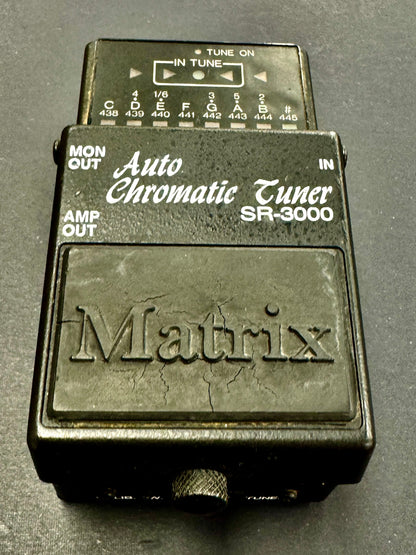 TUNE ON
IN TUNE
4 1/6 3 5 2
C D E F G A B #
438 439 440 441 442 443 444 445
MON OUT
Auto
IN
Chromatic Tuner
SR-3000
AMP OUT
Matrix
TUNE